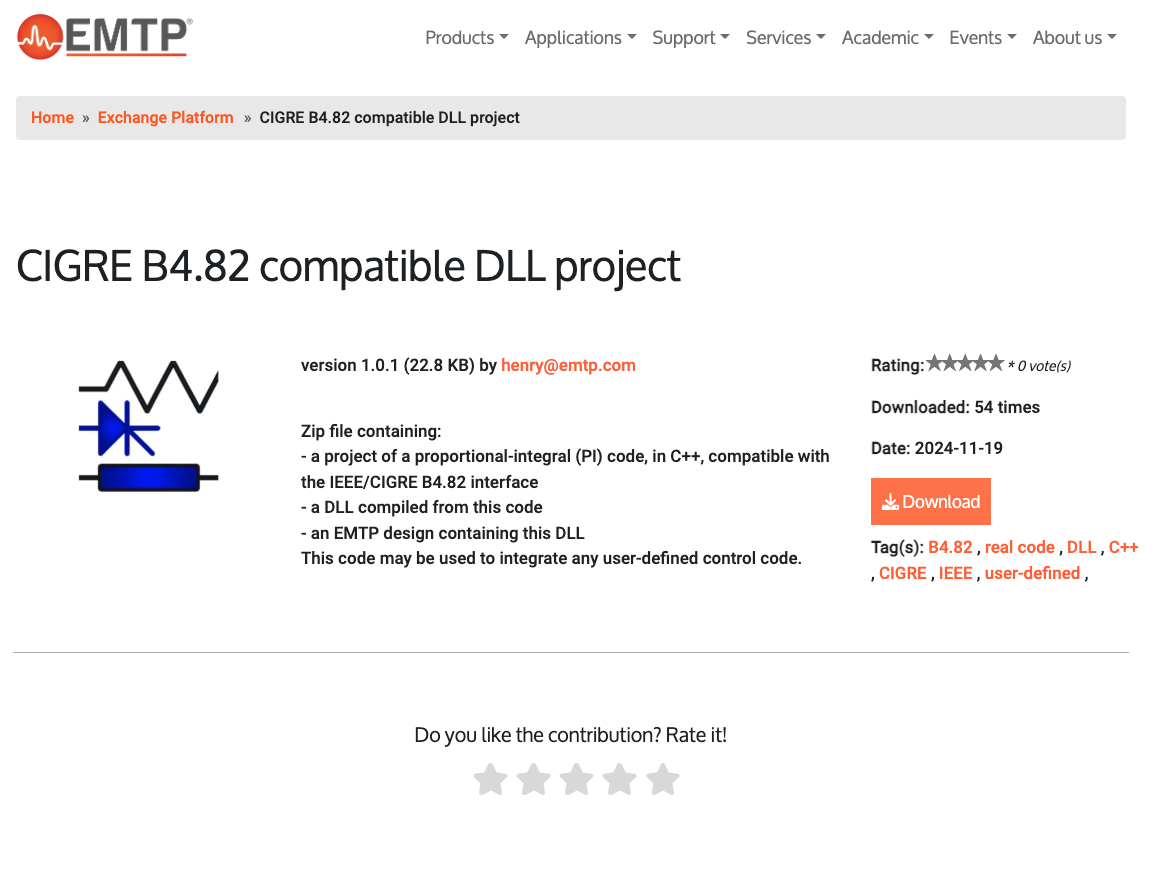 EMTP®
Products Applications Support Services Academic Events About us
Home » Exchange Platform » CIGRE B4.82 compatible DLL project
CIGRE B4.82 compatible DLL project
version 1.0.1 (22.8 KB) by henry@emtp.com
Zip file containing:
- a project of a proportional-integral (PI) code, in C++, compatible with
the IEEE/CIGRE B4.82 interface
- a DLL compiled from this code
- an EMTP design containing this DLL
This code may be used to integrate any user-defined control code.
Rating: * 0 vote(s)
Downloaded: 54 times
Date: 2024-11-19
Download
Tag(s): B4.82 , real code , DLL , C++
, CIGRE , IEEE , user-defined ,
Do you like the contribution? Rate it!